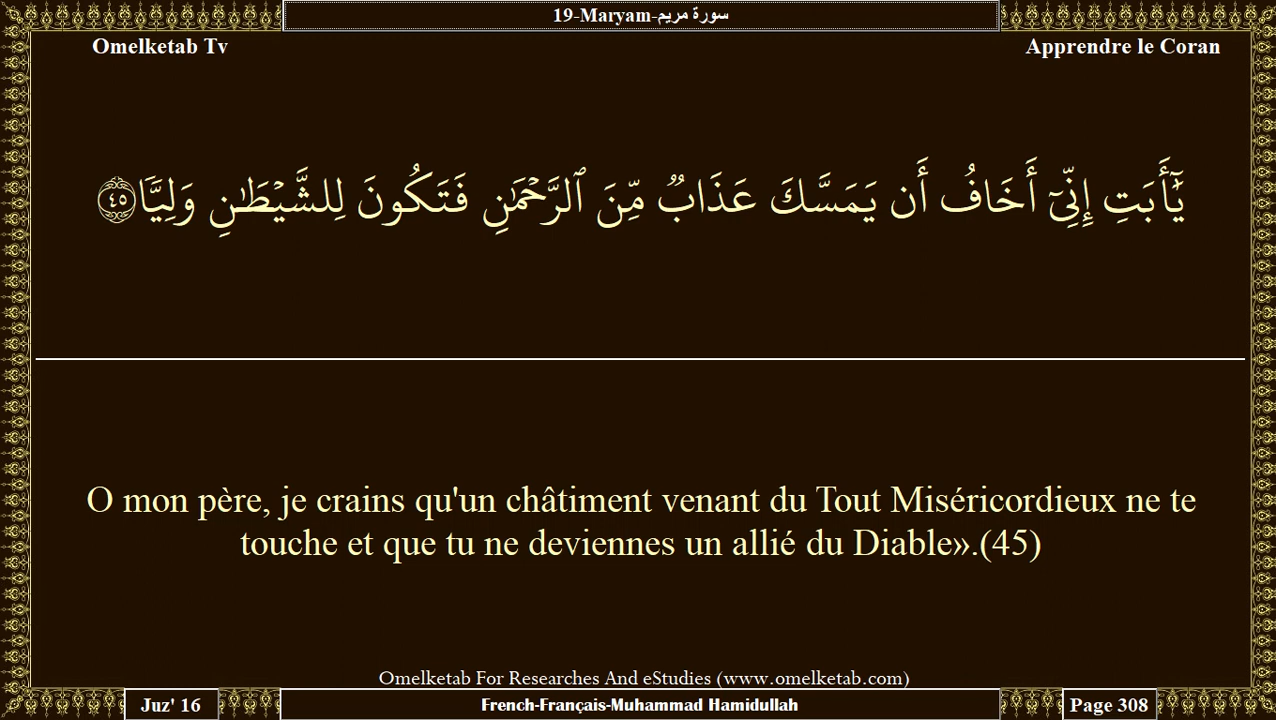 19-Maryam-سورة مريم
Omelketab Tv
Apprendre le Coran
يَٰٓأَبَتِ إِنِّىٓ أَخَافُ أَن يَمَسَّكَ عَذَابٌ مِّنَ ٱلرَّحْمَٰنِ فَتَكُونَ لِلشَّيْطَٰنِ وَلِيًّا ٤٥
O mon père, je crains qu'un châtiment venant du Tout Miséricordieux ne te
touche et que tu ne deviennes un allié du Diable».(45)
Omelketab For Researches And eStudies (www.omelketab.com)
Juz' 16
French-Français-Muhammad Hamidullah
Page 308